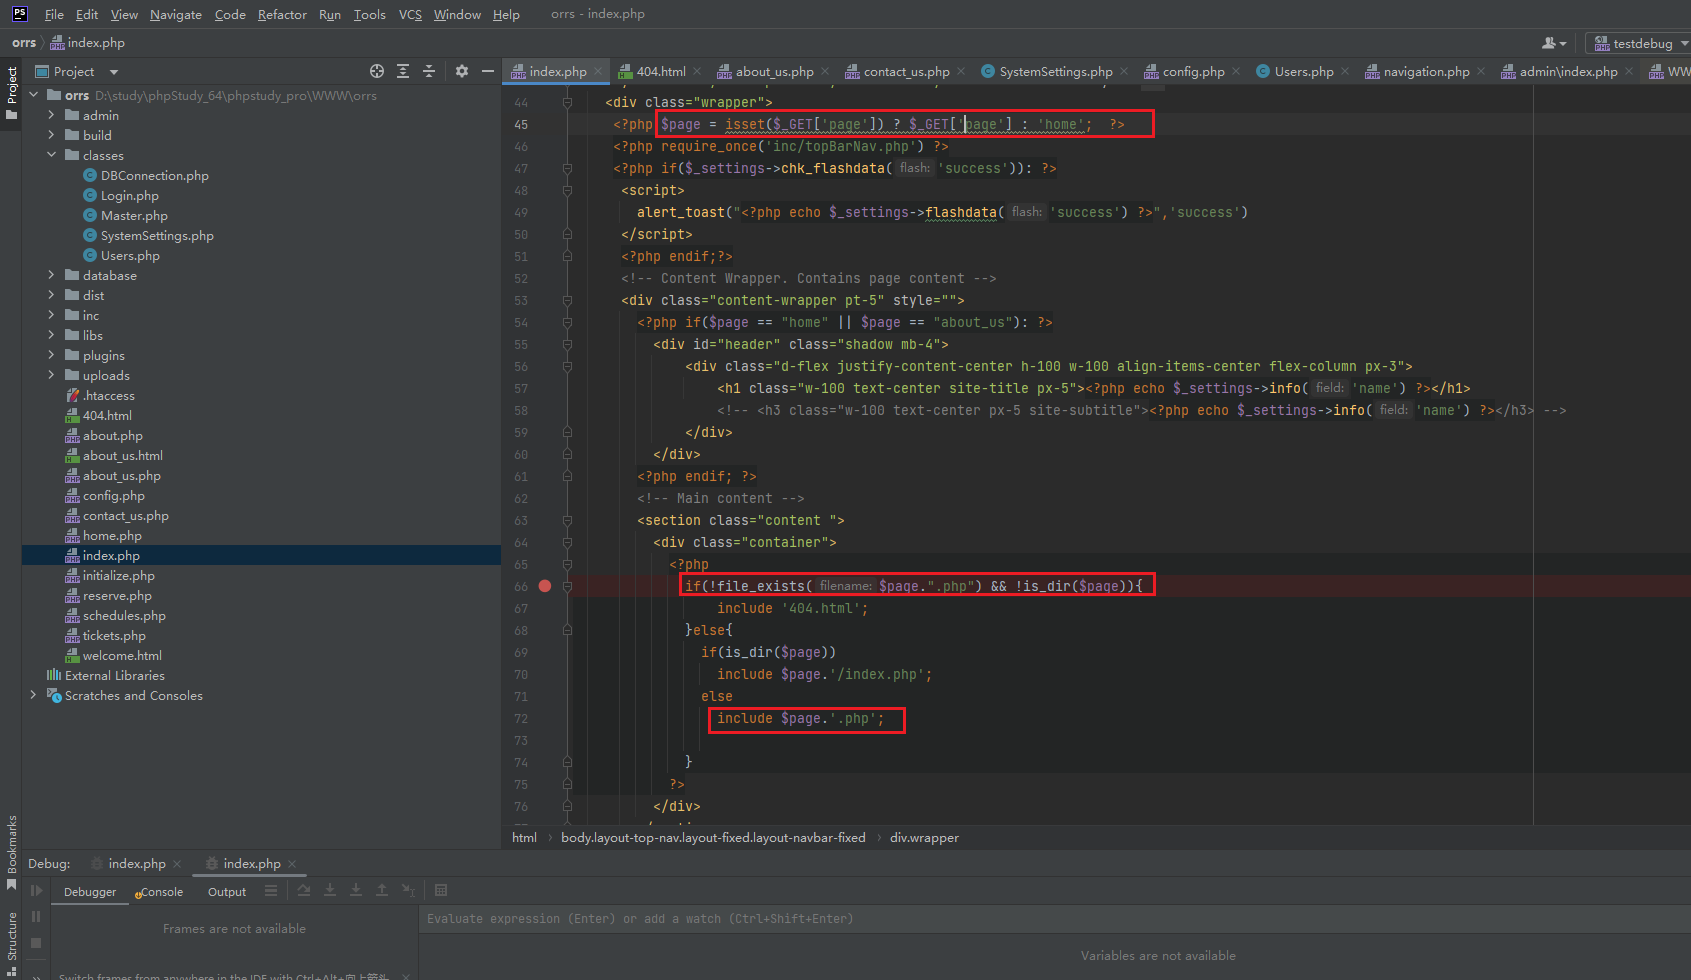 PS File Edit View Navigate Code Refactor Run Tools VCS Window Help orrs - index.php
orrs index.php testdebug
Project
Project
index.php 404.html about_us.php contact_us.php SystemSettings.php config.php Users.php navigation.php admin\index.php WW
orrs D:\study\phpStudy_64\phpstudy_pro\WWW\orrs
admin
build
classes
DBConnection.php
Login.php
Master.php
SystemSettings.php
Users.php
database
dist
inc
libs
plugins
uploads
.htaccess
404.html
about.php
about_us.html
about_us.php
config.php
contact_us.php
home.php
index.php
initialize.php
reserve.php
schedules.php
tickets.php
welcome.html
External Libraries
Scratches and Consoles
44 <div class="wrapper">
45 <?php $page = isset($_GET['page']) ? $_GET['page'] : 'home';  ?>
46 <?php require_once('inc/topBarNav.php') ?>
47 <?php if($_settings->chk_flashdata( flash: 'success')): ?>
48 <script>
49 alert_toast("<?php echo $_settings->flashdata( flash: 'success') ?>",'success')
50 </script>
51 <?php endif;?>
52 <!-- Content Wrapper. Contains page content -->
53 <div class="content-wrapper pt-5" style="">
54 <?php if($page == "home" || $page == "about_us"): ?>
55 <div id="header" class="shadow mb-4">
56 <div class="d-flex justify-content-center h-100 w-100 align-items-center flex-column px-3">
57 <h1 class="w-100 text-center site-title px-5"><?php echo $_settings->info( field: 'name') ?></h1>
58 <!-- <h3 class="w-100 text-center px-5 site-subtitle"><?php echo $_settings->info( field: 'name') ?></h3> -->
59 </div>
60 </div>
61 <?php endif; ?>
62 <!-- Main content -->
63 <section class="content ">
64 <div class="container">
65 <?php
66 if(!file_exists( filename: $page.".php") && !is_dir($page)){
67 include '404.html';
68 }else{
69 if(is_dir($page))
70 include $page.'/index.php';
71 else
72 include $page.'.php';
73
74 }
75 ?>
76 </div>
html body.layout-top-nav.layout-fixed.layout-navbar-fixed div.wrapper
Bookmarks
Structure
Debug: index.php index.php
Debugger Console Output
Evaluate expression (Enter) or add a watch (Ctrl+Shift+Enter)
Frames are not available
Variables are not available
Switch frames from anywhere in the IDE with Ctrl+Alt+向上箭头